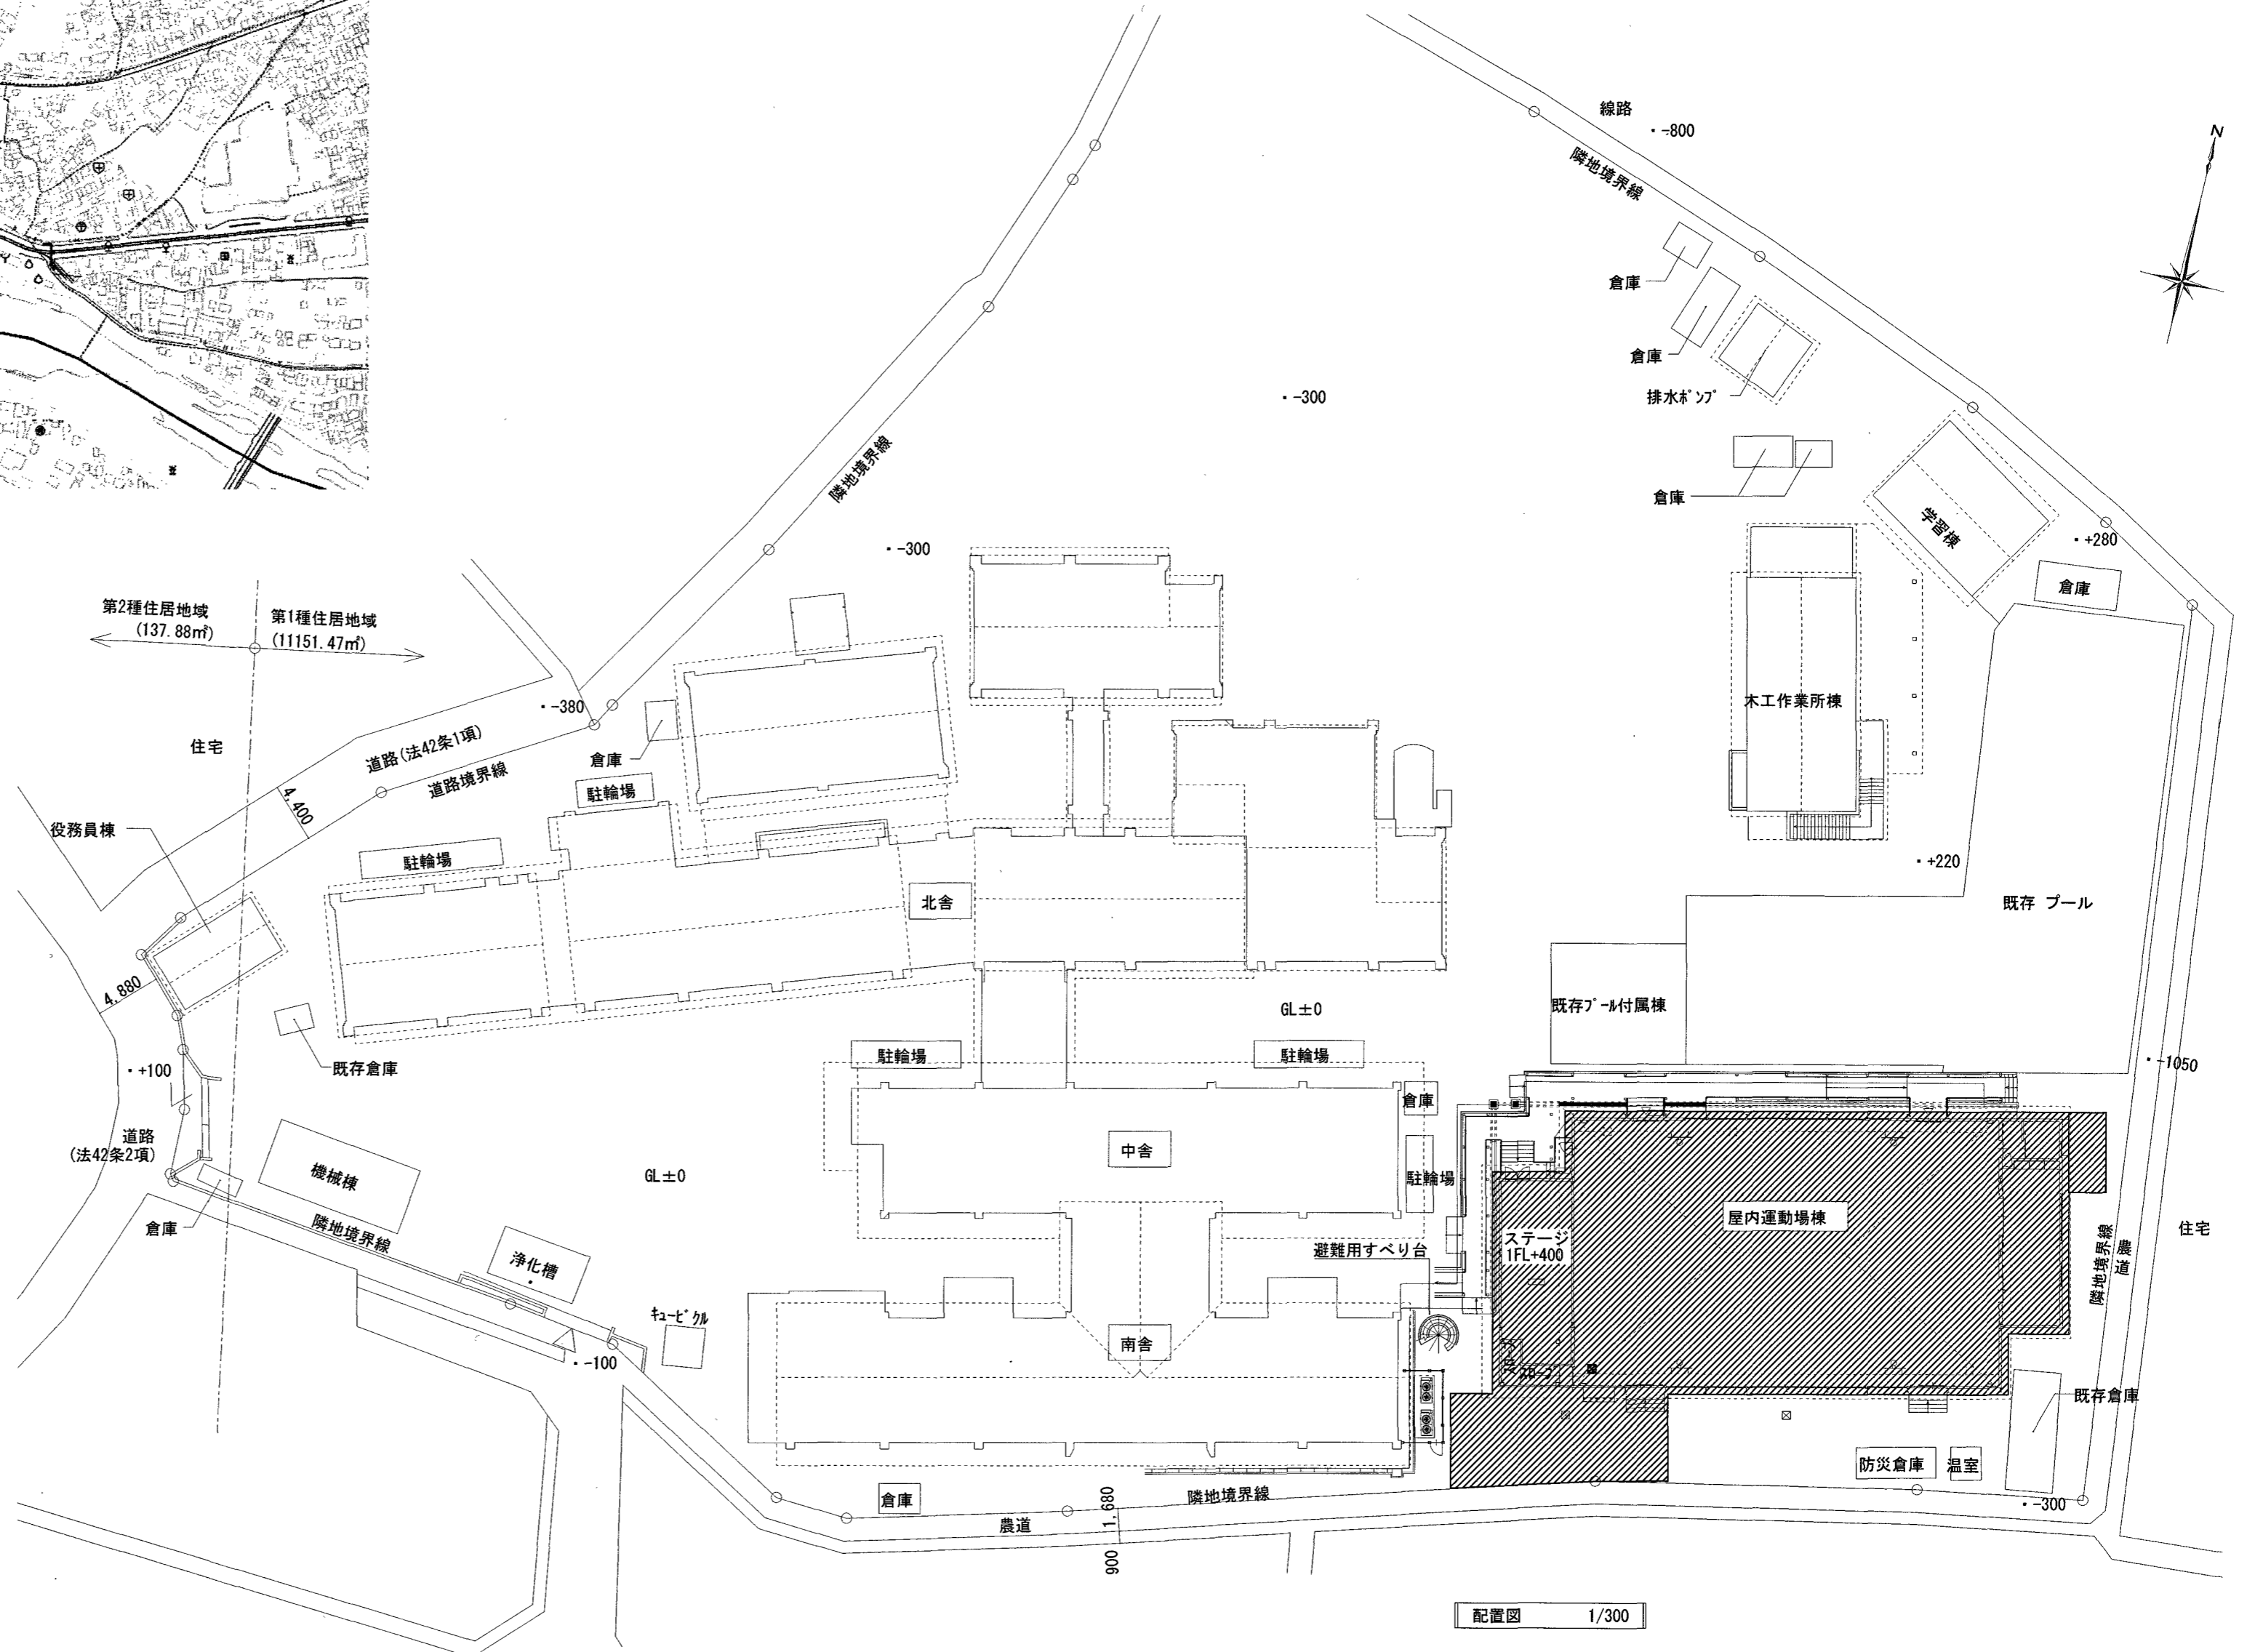 N
線路
・-800
隣地境界線
倉庫
倉庫
排水ﾎﾟﾝﾌﾟ
・-300
隣地境界線
倉庫
学習棟
・+280
倉庫
・-300
第2種住居地域
(137.88㎡)
第1種住居地域
(11151.47㎡)
・-380
木工作業所棟
住宅
道路(法42条1項)
道路境界線
倉庫
4,400
駐輪場
役務員棟
駐輪場
・+220
北舎
既存 プール
4,880
既存ﾌﾟｰﾙ付属棟
GL±0
既存倉庫
駐輪場
駐輪場
・+100
・-1050
倉庫
道路
(法42条2項)
中舎
機械棟
GL±0
駐輪場
屋内運動場棟
倉庫
隣地境界線
ステージ
1FL+400
避難用すべり台
住宅
隣地境界線
農道
浄化槽
ｷｭｰﾋﾞｸﾙ
南舎
・-100
スロープ
スロープ
既存倉庫
防災倉庫
温室
倉庫
隣地境界線
・-300
農道
1,680
900
配置図 1/300